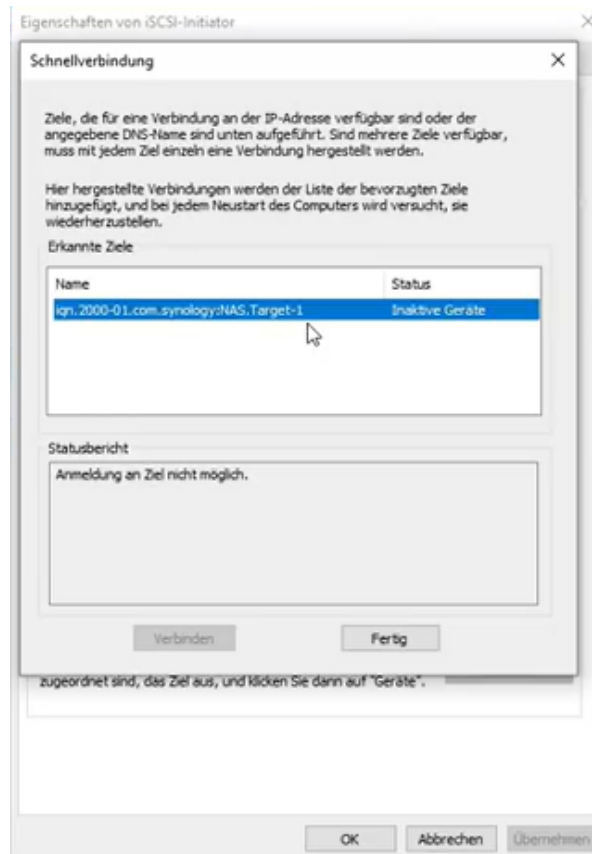 Eigenschaften von iSCSI-Initiator
Schnellverbindung
Ziele, die für eine Verbindung an der IP-Adresse verfügbar sind oder der
angegebene DNS-Name sind unten aufgeführt. Sind mehrere Ziele verfügbar,
muss mit jedem Ziel einzeln eine Verbindung hergestellt werden.
Hier hergestellte Verbindungen werden der Liste der bevorzugten Ziele
hinzugefügt, und bei jedem Neustart des Computers wird versucht, sie
wiederherzustellen.
Erkannte Ziele
Name Status
iqn.2000-01.com.synology:NAS.Target-1 Inaktive Geräte
Statusbericht
Anmeldung an Ziel nicht möglich.
Verbinden Fertig
zugeordnet sind, das Ziel aus, und klicken Sie dann auf "Geräte".
OK Abbrechen Übernehmen